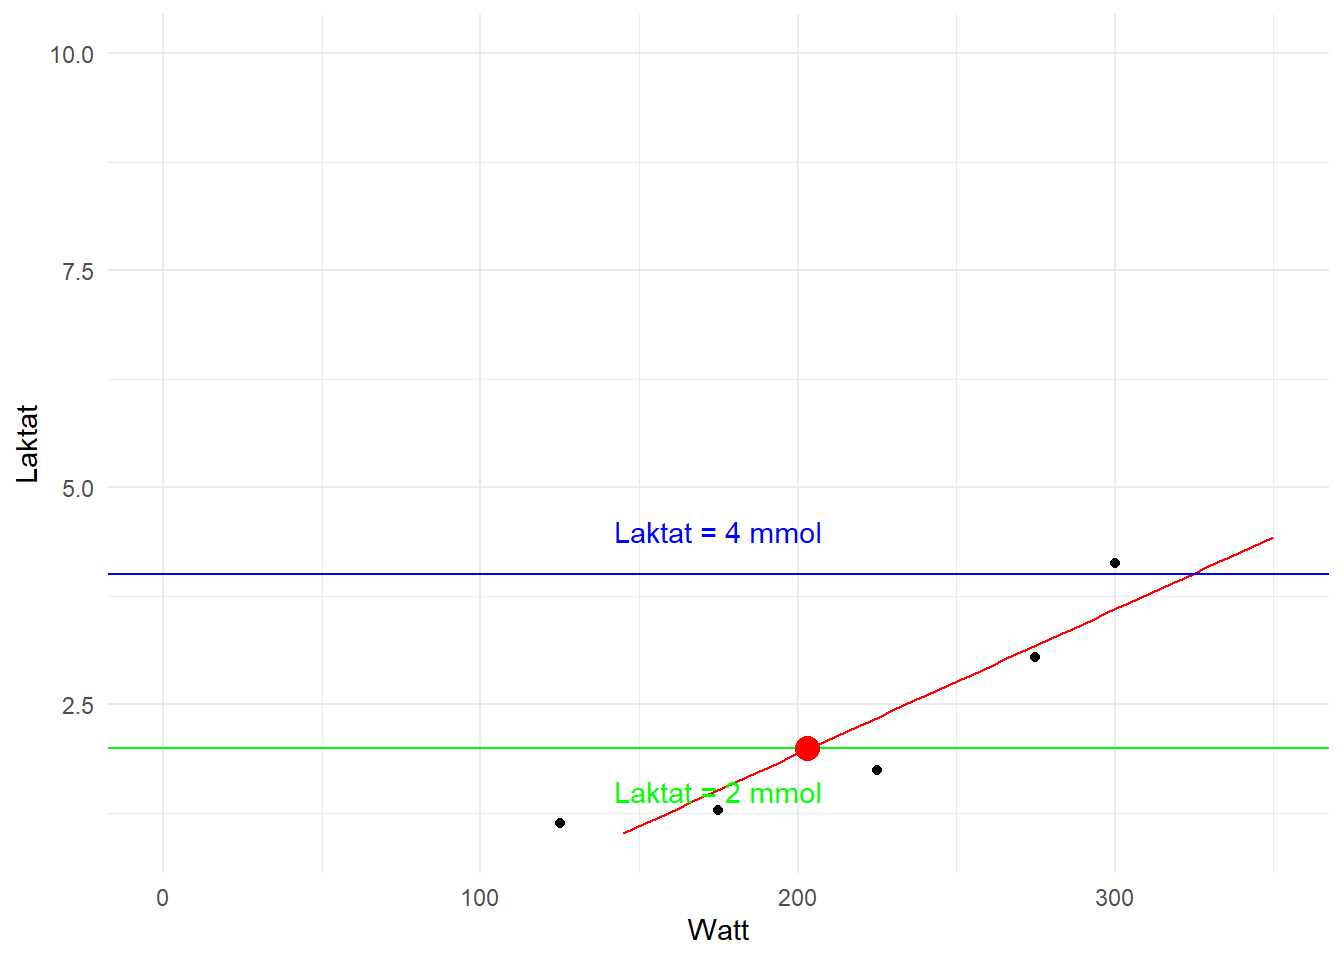 10.0
7.5
5.0
2.5
Laktat
Laktat = 4 mmol
Laktat = 2 mmol
0 100 200 300
Watt